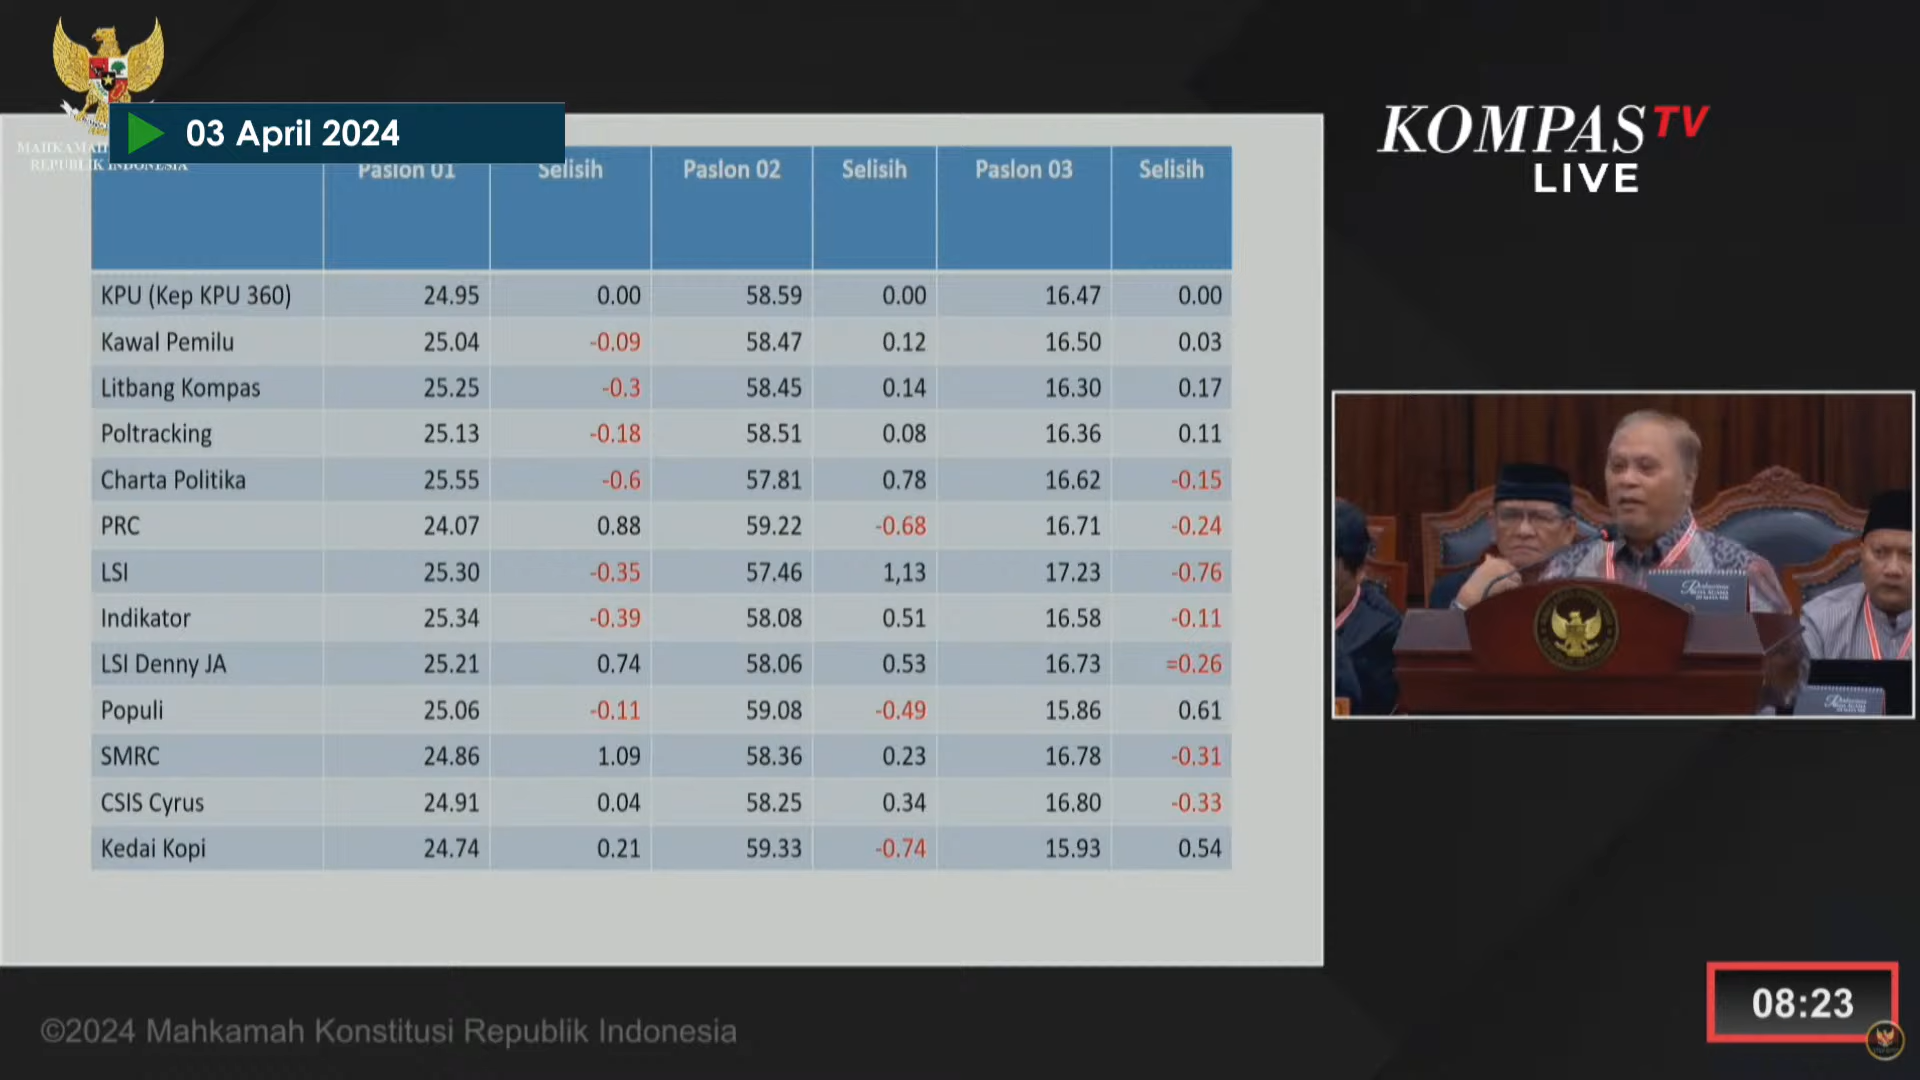 MAHKAMAH
REPUBLIK INDONESIA
03 April 2024
KOMPAS TV
LIVE
Paslon 01 Selisih Paslon 02 Selisih Paslon 03 Selisih
KPU (Kep KPU 360) 24.95 0.00 58.59 0.00 16.47 0.00
Kawal Pemilu 25.04 -0.09 58.47 0.12 16.50 0.03
Litbang Kompas 25.25 -0.3 58.45 0.14 16.30 0.17
Poltracking 25.13 -0.18 58.51 0.08 16.36 0.11
Charta Politika 25.55 -0.6 57.81 0.78 16.62 -0.15
PRC 24.07 0.88 59.22 -0.68 16.71 -0.24
LSI 25.30 -0.35 57.46 1,13 17.23 -0.76
Indikator 25.34 -0.39 58.08 0.51 16.58 -0.11
LSI Denny JA 25.21 0.74 58.06 0.53 16.73 =0.26
Populi 25.06 -0.11 59.08 -0.49 15.86 0.61
SMRC 24.86 1.09 58.36 0.23 16.78 -0.31
CSIS Cyrus 24.91 0.04 58.25 0.34 16.80 -0.33
Kedai Kopi 24.74 0.21 59.33 -0.74 15.93 0.54
08:23
©2024 Mahkamah Konstitusi Republik Indonesia